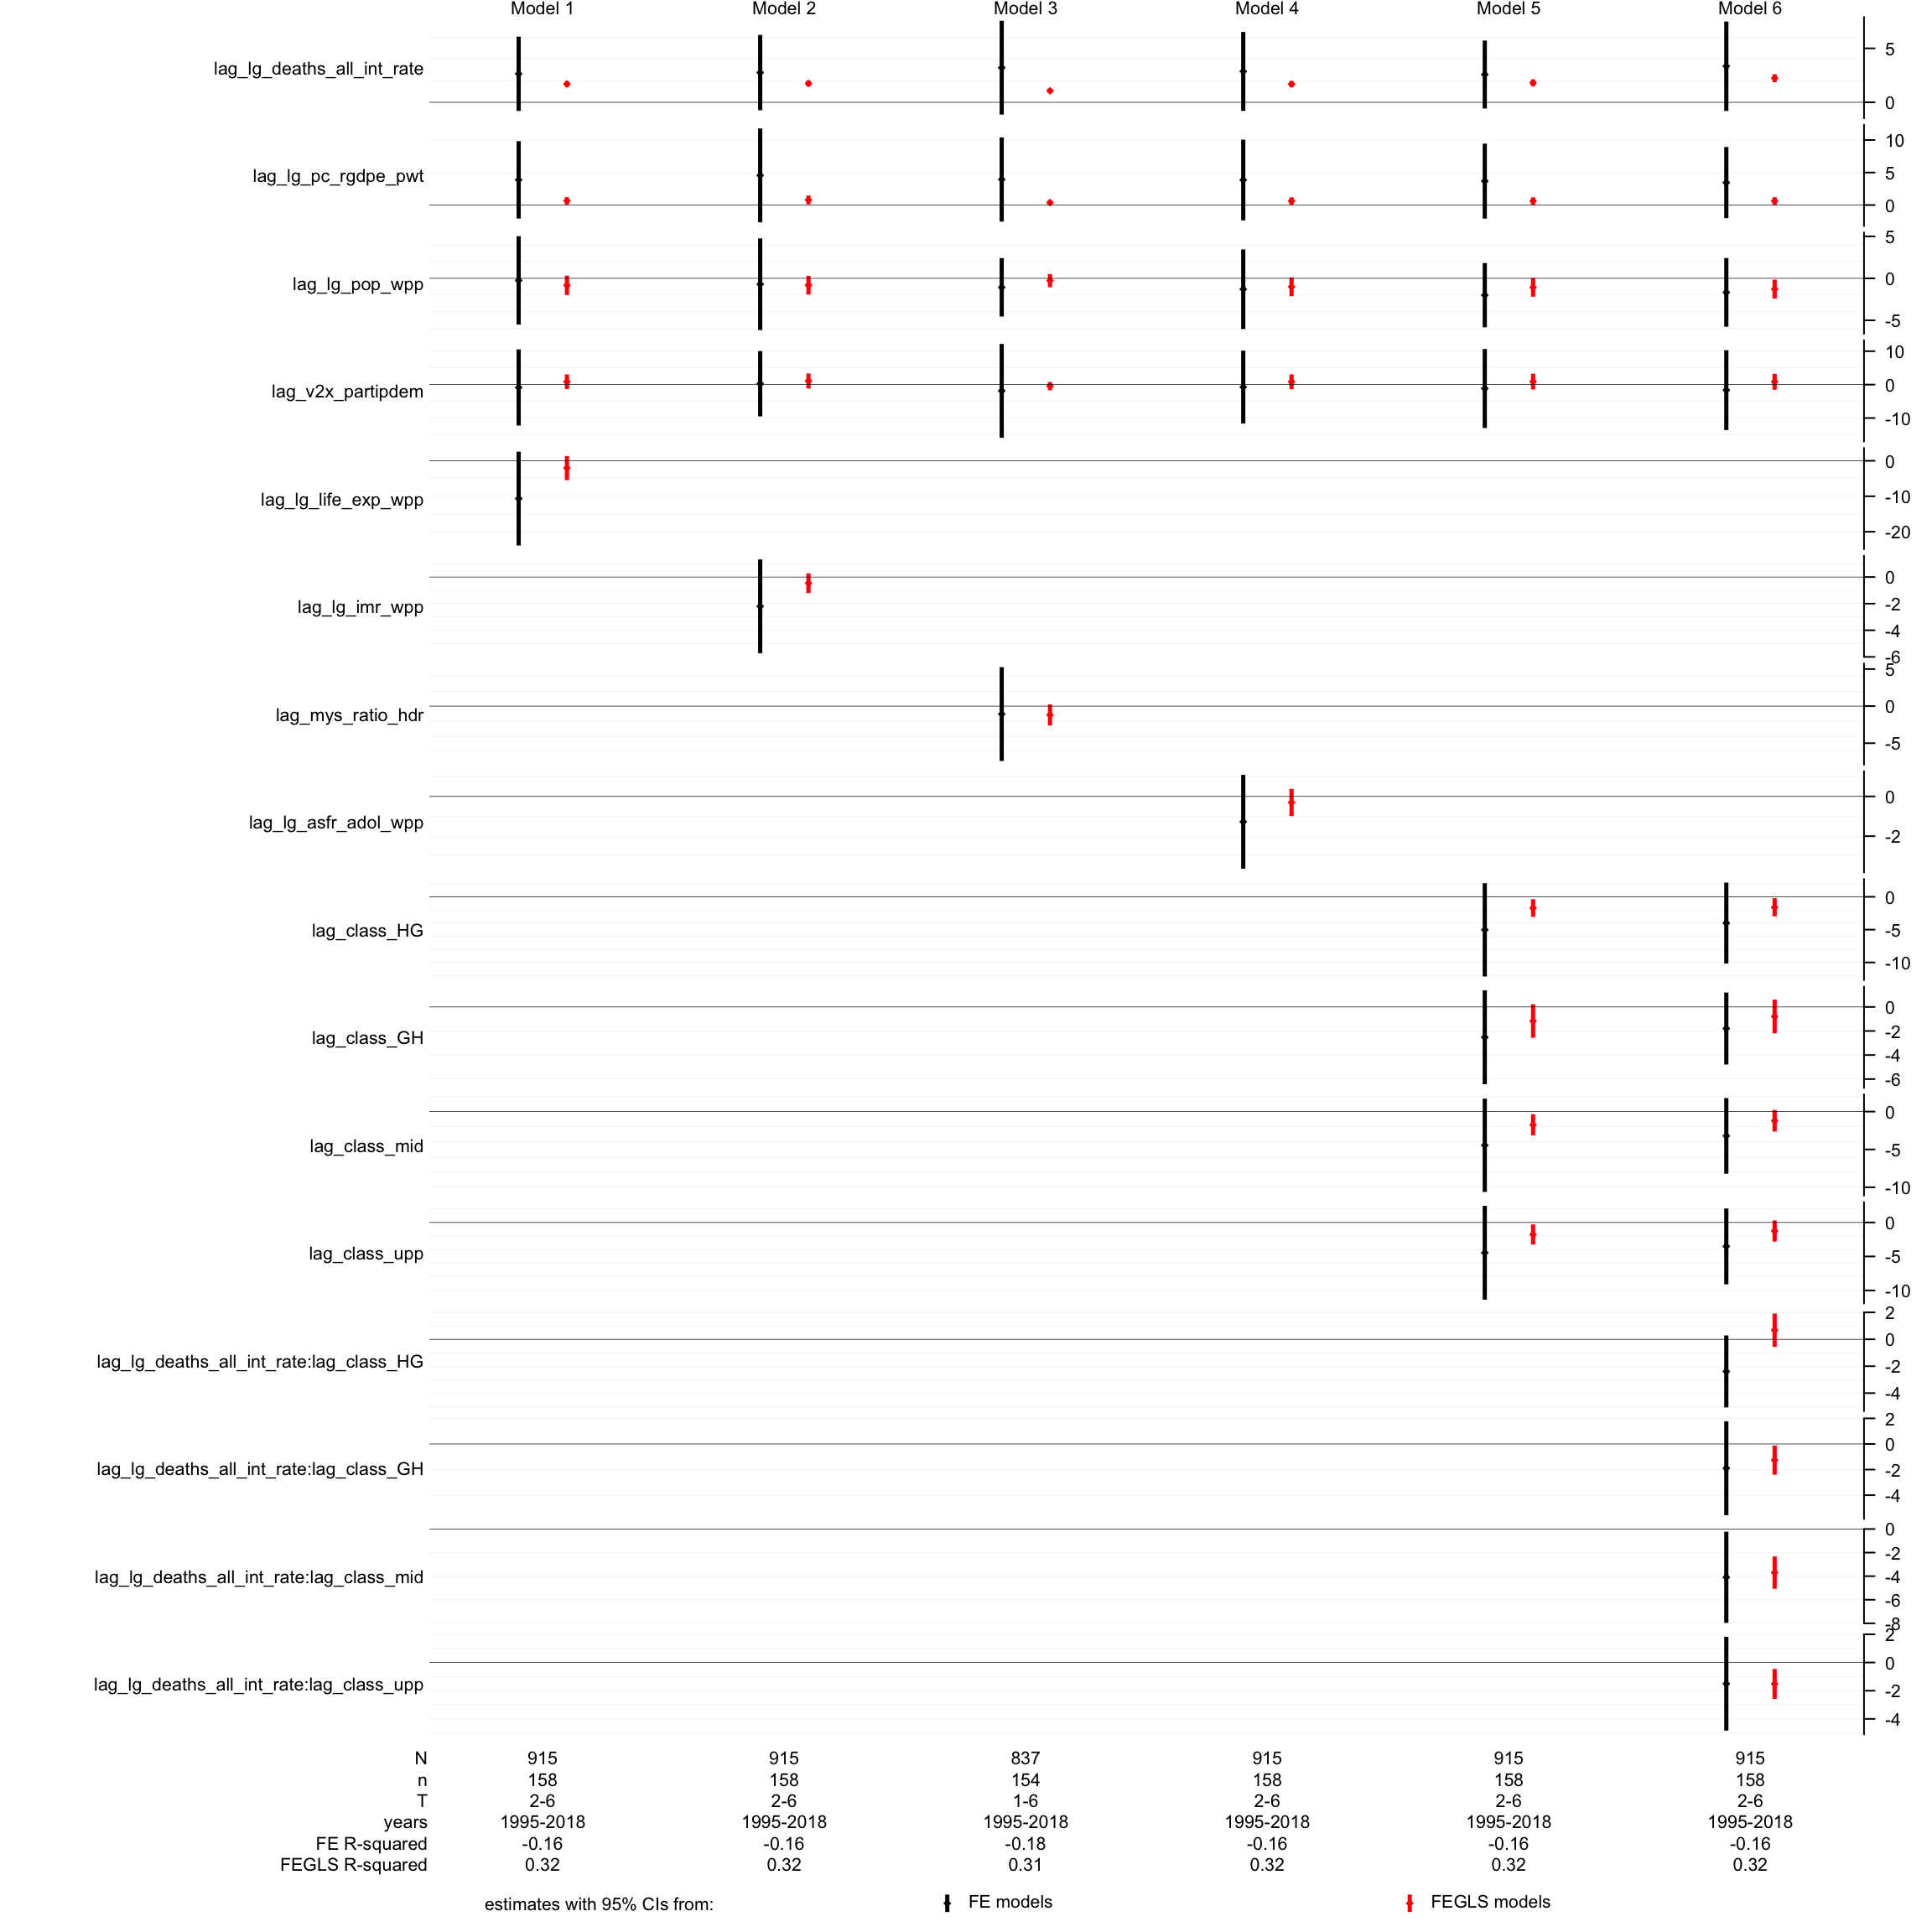 Model 1 Model 2 Model 3 Model 4 Model 5 Model 6
lag_lg_deaths_all_int_rate
5
0
lag_lg_pc_rgdpe_pwt
10
5
0
lag_lg_pop_wpp
5
0
-5
lag_v2x_partipdem
10
0
-10
lag_lg_life_exp_wpp
0
-10
-20
lag_lg_imr_wpp
0
-2
-4
-6
lag_mys_ratio_hdr
5
0
-5
lag_lg_asfr_adol_wpp
0
-2
lag_class_HG
0
-5
-10
lag_class_GH
0
-2
-4
-6
lag_class_mid
0
-5
-10
lag_class_upp
0
-5
-10
lag_lg_deaths_all_int_rate:lag_class_HG
2
0
-2
-4
lag_lg_deaths_all_int_rate:lag_class_GH
2
0
-2
-4
lag_lg_deaths_all_int_rate:lag_class_mid
0
-2
-4
-6
-8
lag_lg_deaths_all_int_rate:lag_class_upp
2
0
-2
-4
N 915 915 837 915 915 915
n 158 158 154 158 158 158
T 2-6 2-6 1-6 2-6 2-6 2-6
years 1995-2018 1995-2018 1995-2018 1995-2018 1995-2018 1995-2018
FE R-squared -0.16 -0.16 -0.18 -0.16 -0.16 -0.16
FEGLS R-squared 0.32 0.32 0.31 0.32 0.32 0.32
estimates with 95% CIs from: FE models FEGLS models